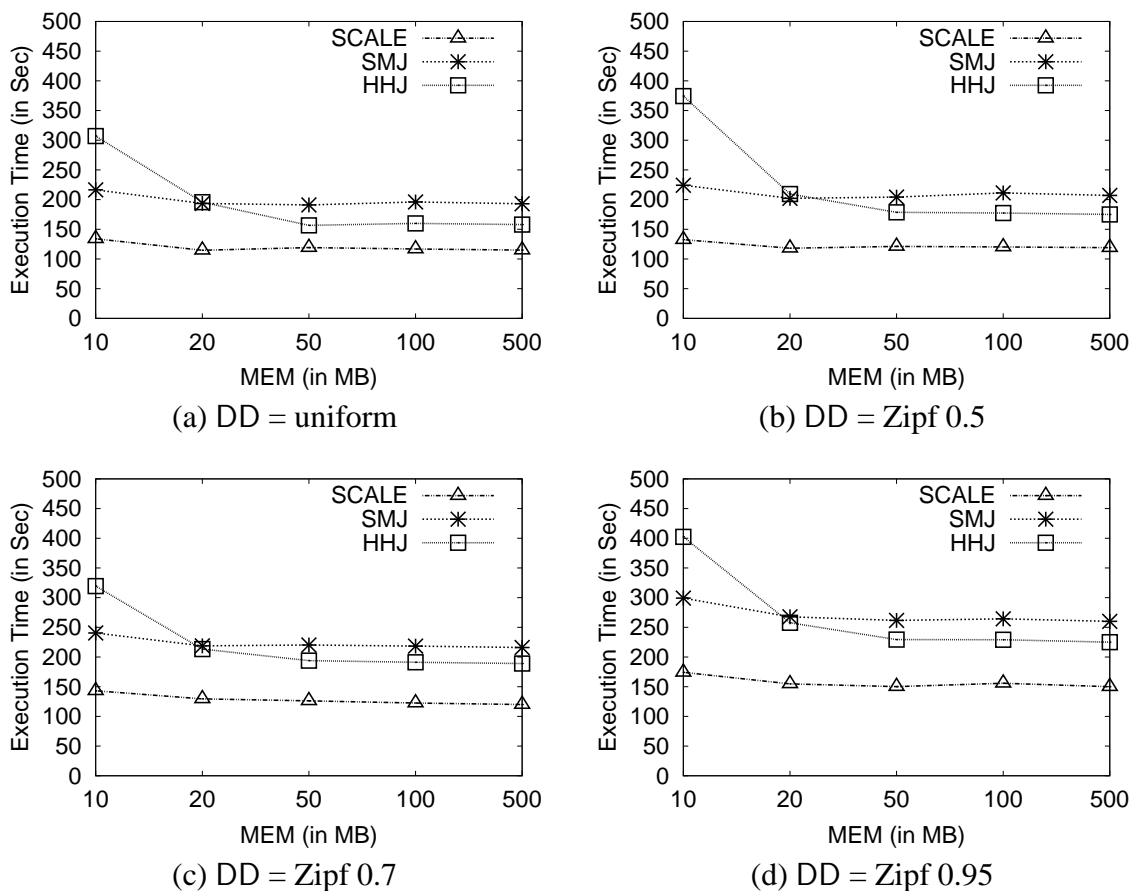 500
450
400
350
300
250
200
150
100
50
0
Execution Time (in Sec)
SCALE
SMJ
HHJ
10 20 50 100 500
MEM (in MB)
(a) DD = uniform
500
450
400
350
300
250
200
150
100
50
0
Execution Time (in Sec)
SCALE
SMJ
HHJ
10 20 50 100 500
MEM (in MB)
(b) DD = Zipf 0.5
500
450
400
350
300
250
200
150
100
50
0
Execution Time (in Sec)
SCALE
SMJ
HHJ
10 20 50 100 500
MEM (in MB)
(c) DD = Zipf 0.7
500
450
400
350
300
250
200
150
100
50
0
Execution Time (in Sec)
SCALE
SMJ
HHJ
10 20 50 100 500
MEM (in MB)
(d) DD = Zipf 0.95